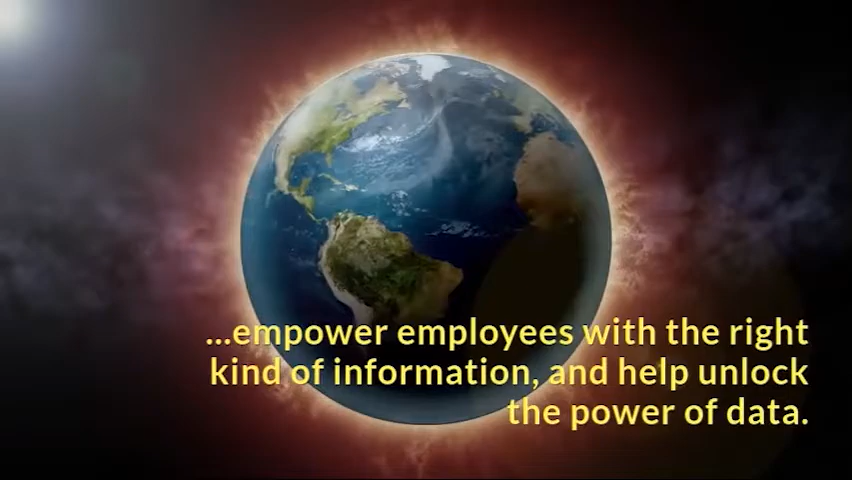 ...empower employees with the right
kind of information, and help unlock
the power of data.